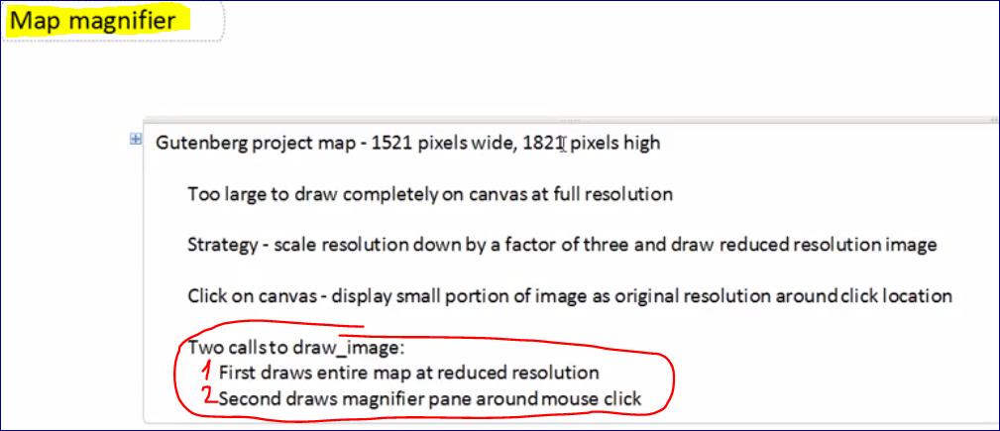 Map magnifier
Gutenberg project map - 1521 pixels wide, 1821 pixels high
Too large to draw completely on canvas at full resolution
Strategy - scale resolution down by a factor of three and draw reduced resolution image
Click on canvas - display small portion of image as original resolution around click location
Two calls to draw_image:
1 First draws entire map at reduced resolution
2 Second draws magnifier pane around mouse click